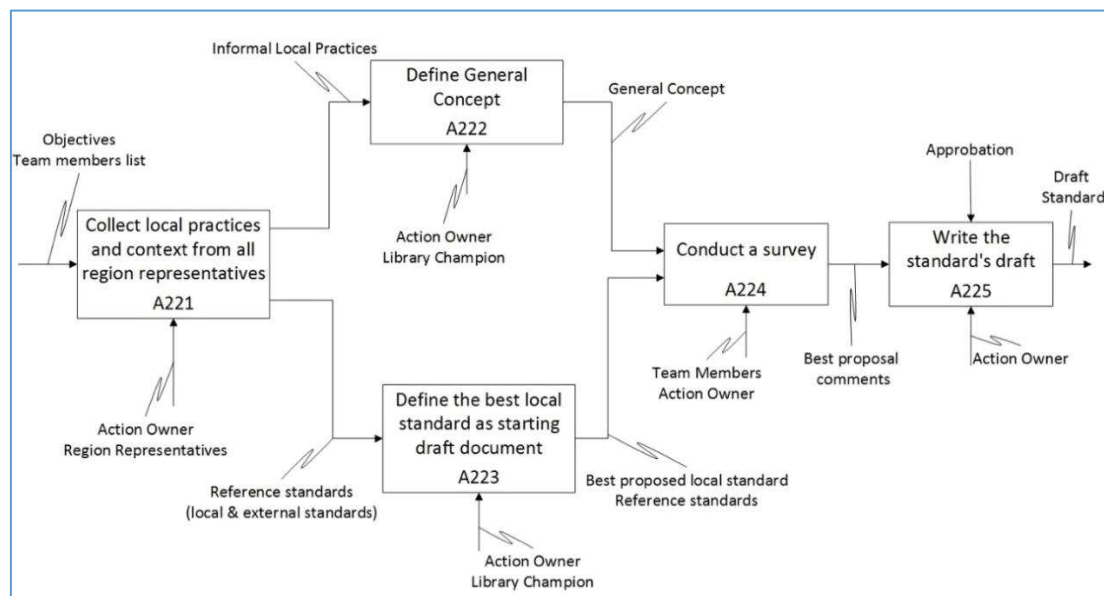 Informal Local Practices
Define General
Concept
A222
General Concept
Objectives
Team members list
Approbation
Draft
Standard
Collect local practices
and context from all
region representatives
A221
Action Owner
Library Champion
Conduct a survey
A224
Write the
standard's draft
A225
Team Members
Action Owner
Best proposal
comments
Action Owner
Action Owner
Region Representatives
Define the best local
standard as starting
draft document
A223
Reference standards
(local & external standards)
Best proposed local standard
Reference standards
Action Owner
Library Champion